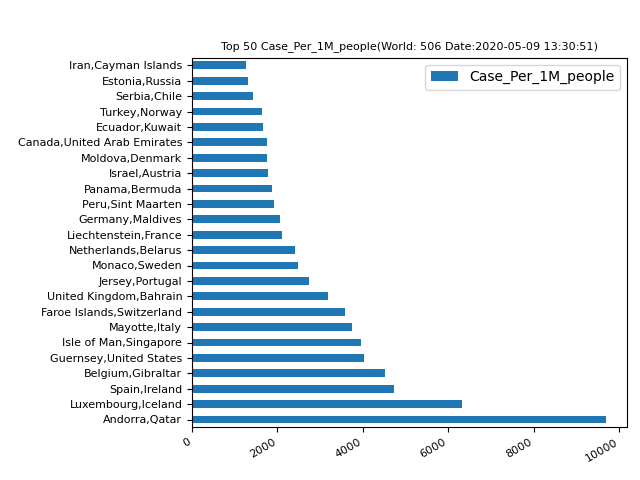 Top 50 Case_Per_1M_people(World: 506 Date:2020-05-09 13:30:51)
Case_Per_1M_people
Iran,Cayman Islands
Estonia,Russia
Serbia,Chile
Turkey,Norway
Ecuador,Kuwait
Canada,United Arab Emirates
Moldova,Denmark
Israel,Austria
Panama,Bermuda
Peru,Sint Maarten
Germany,Maldives
Liechtenstein,France
Netherlands,Belarus
Monaco,Sweden
Jersey,Portugal
United Kingdom,Bahrain
Faroe Islands,Switzerland
Mayotte,Italy
Isle of Man,Singapore
Guernsey,United States
Belgium,Gibraltar
Spain,Ireland
Luxembourg,Iceland
Andorra,Qatar
0 2000 4000 6000 8000 10000